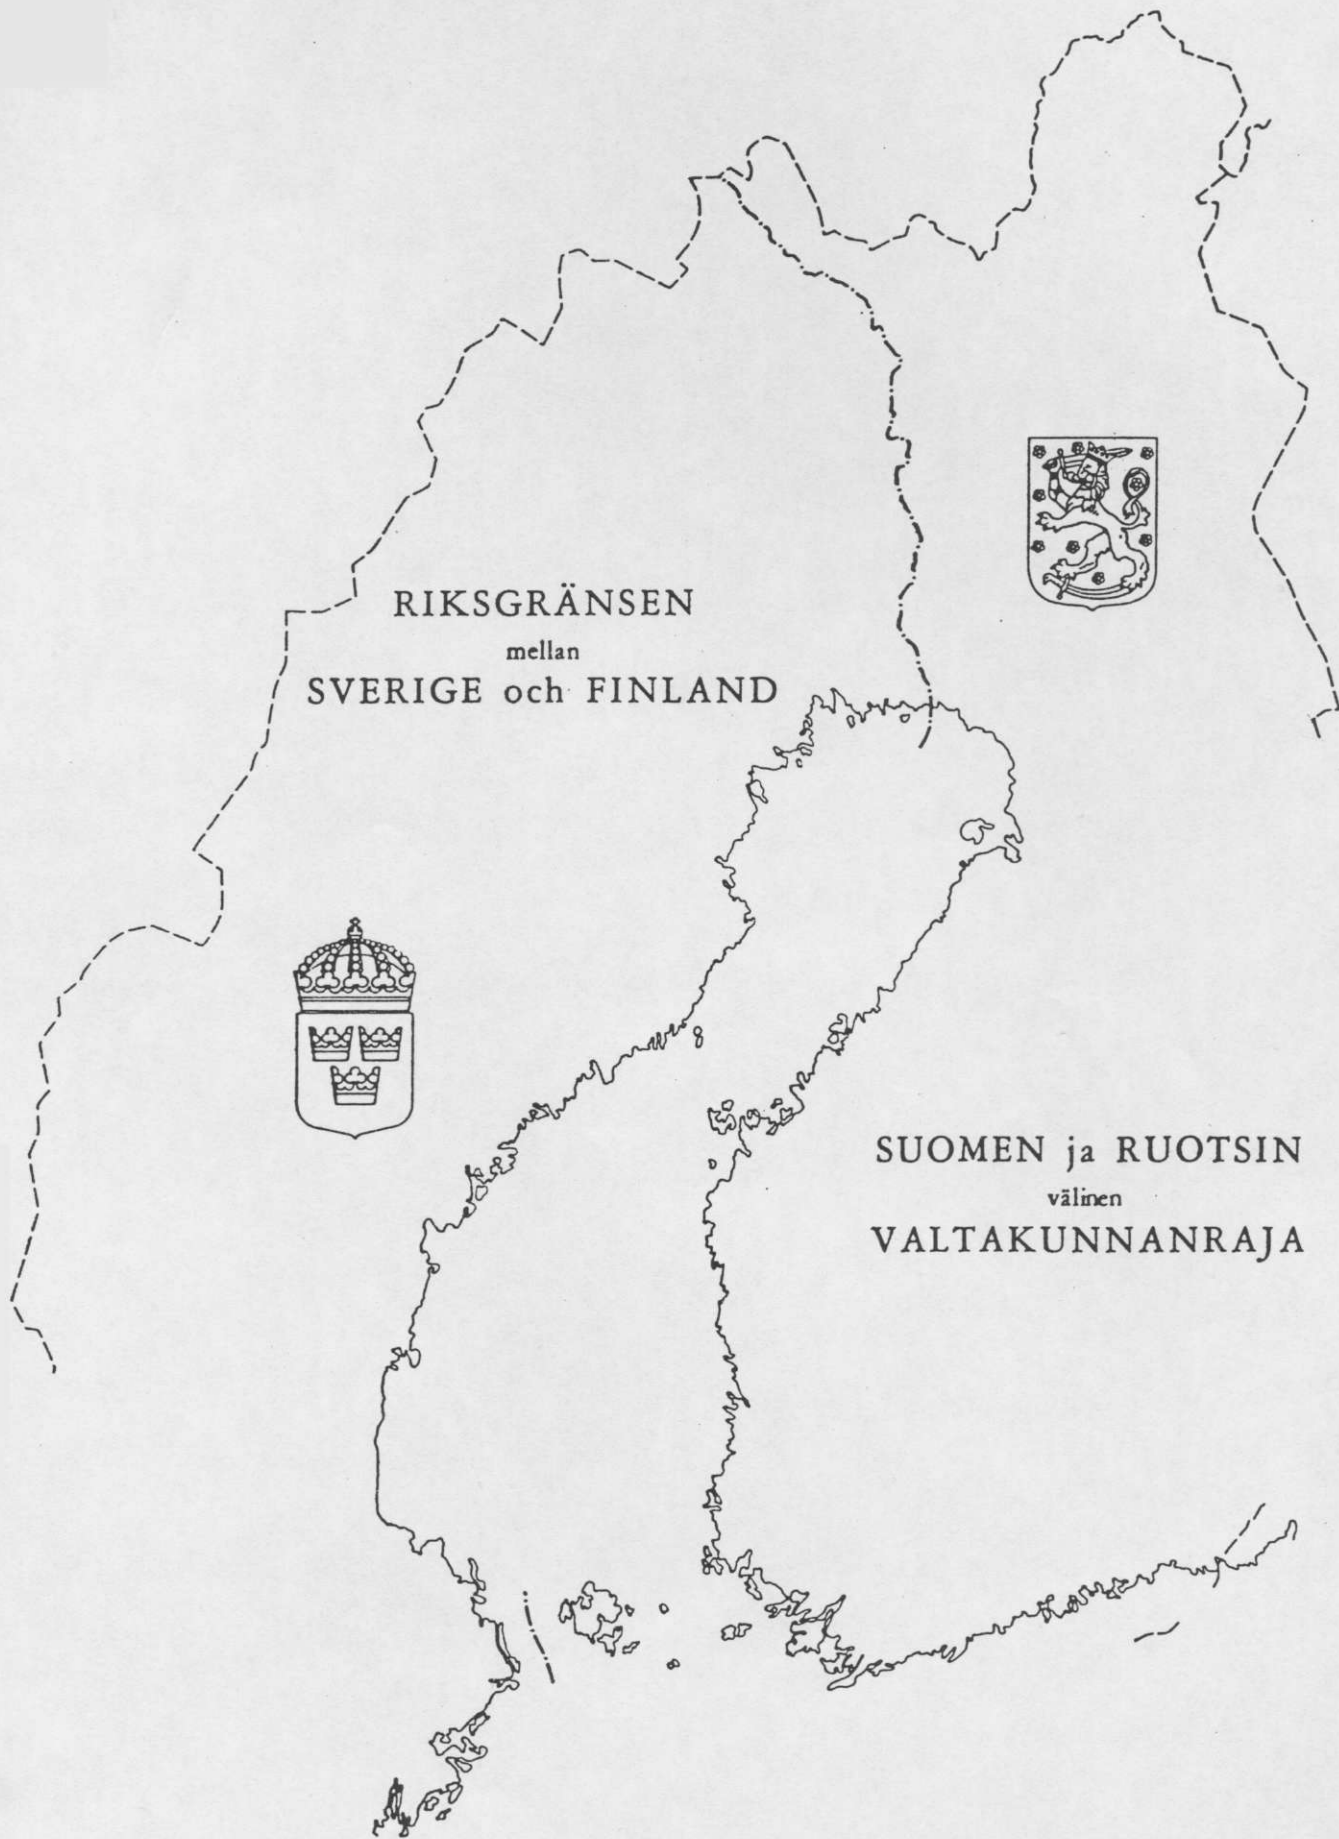 RIKSGRÄNSEN
mellan
SVERIGE och FINLAND
SUOMEN ja RUOTSIN
välinen
VALTAKUNNANRAJA